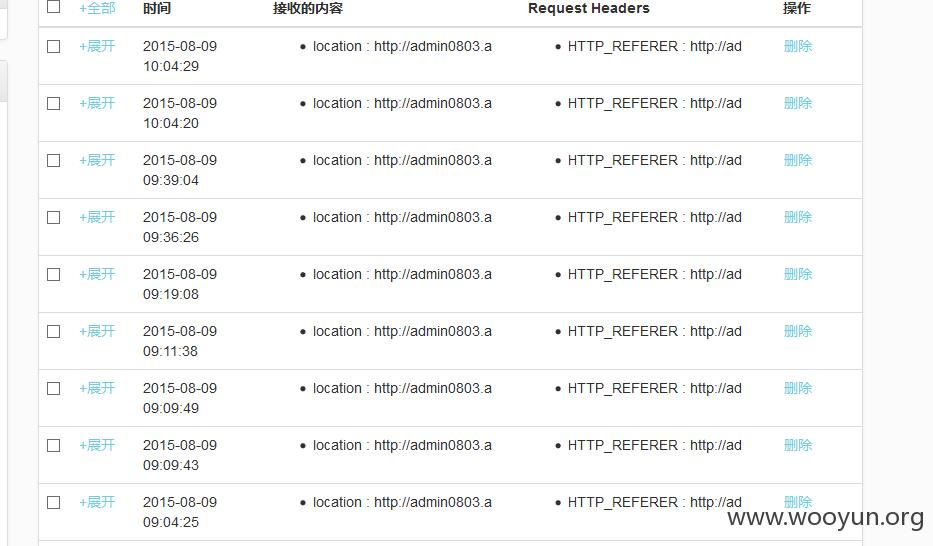 +全部 时间 接收的内容 Request Headers 操作
+展开 2015-08-09 location : http://admin0803.a HTTP_REFERER : http://ad 删除
10:04:29
+展开 2015-08-09 location : http://admin0803.a HTTP_REFERER : http://ad 删除
10:04:20
+展开 2015-08-09 location : http://admin0803.a HTTP_REFERER : http://ad 删除
09:39:04
+展开 2015-08-09 location : http://admin0803.a HTTP_REFERER : http://ad 删除
09:36:26
+展开 2015-08-09 location : http://admin0803.a HTTP_REFERER : http://ad 删除
09:19:08
+展开 2015-08-09 location : http://admin0803.a HTTP_REFERER : http://ad 删除
09:11:38
+展开 2015-08-09 location : http://admin0803.a HTTP_REFERER : http://ad 删除
09:09:49
+展开 2015-08-09 location : http://admin0803.a HTTP_REFERER : http://ad 删除
09:09:43
+展开 2015-08-09 location : http://admin0803.a HTTP_REFERER : http://ad 删除
09:04:25
www.wooyun.org